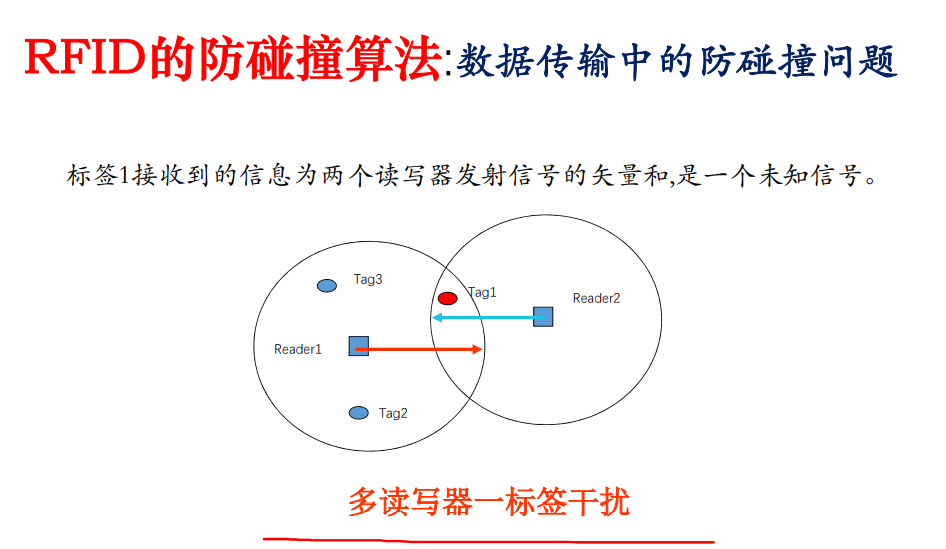 RFID的防碰撞算法:数据传输中的防碰撞问题
标签1接收到的信息为两个读写器发射信号的矢量和,是一个未知信号。
Tag3
Tag1
Reader2
Reader1
Tag2
多读写器一标签干扰